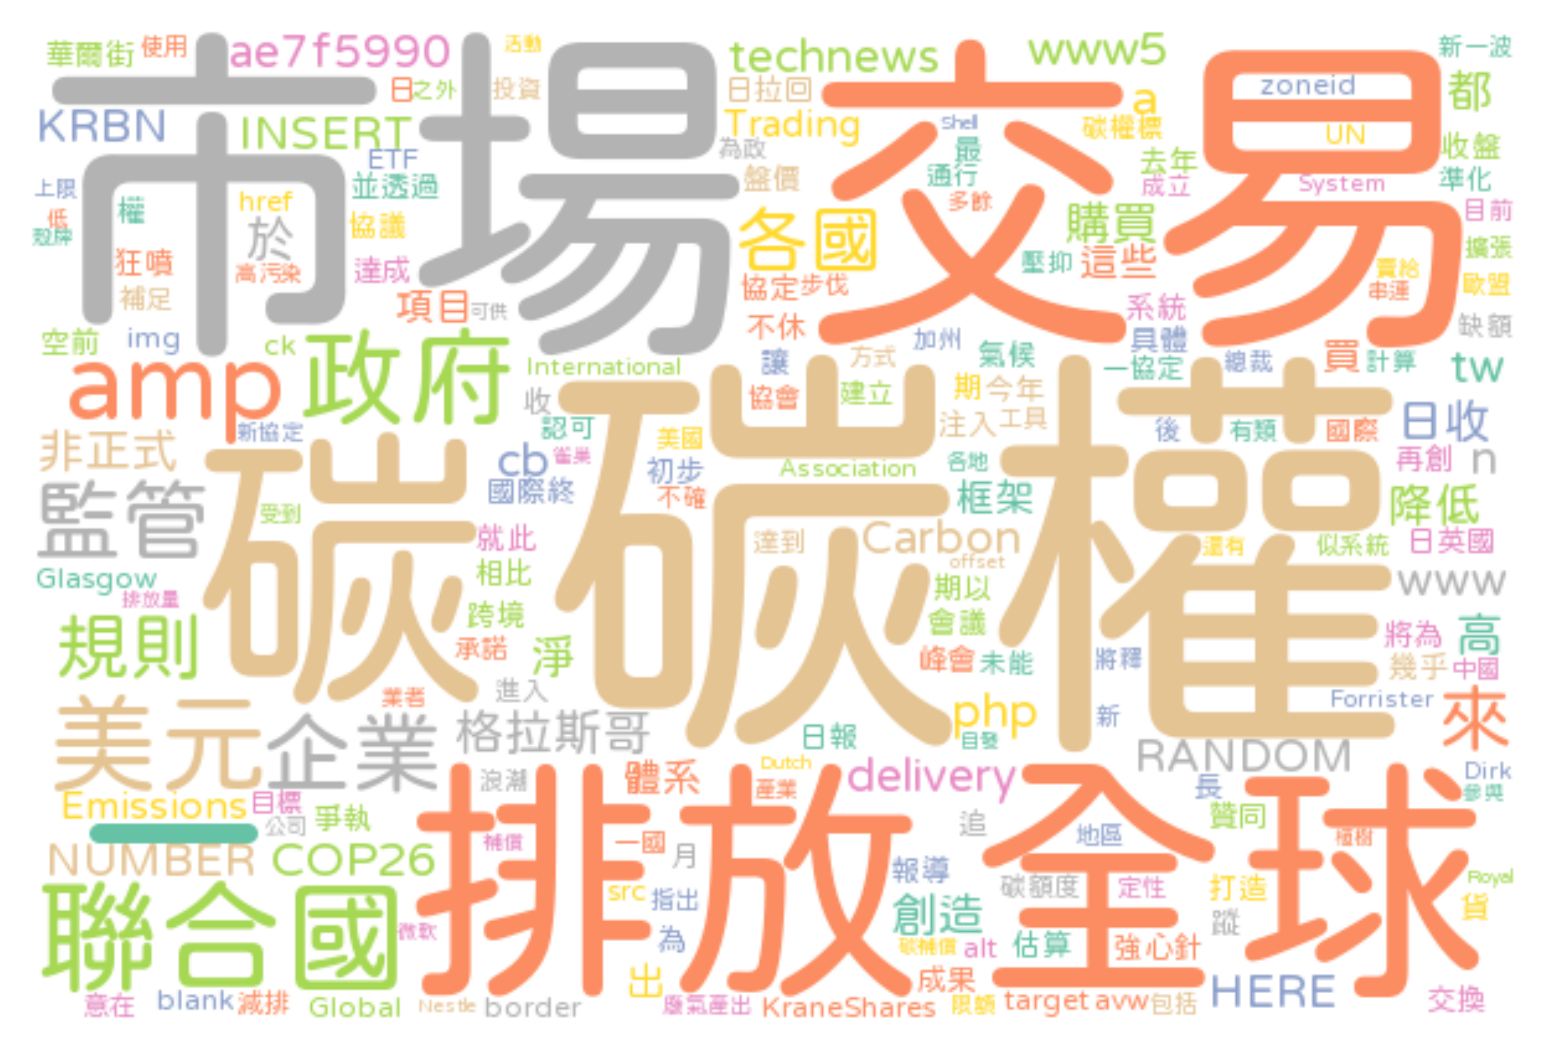 華爾街 使用 ae7f5990 活動 technews www5 新一波
市場 交易
日 之外 投資 日拉回 a zoneid 都
KRBN INSERT Trading Shell 碳權標 UN 收盤
ETF 為政 最 去年
上限 並透過 盤價 通行 成立 System 準化
低 權 href 各國 多餘 購買 目前
殼牌 於 協議 壓抑 這些 賣給 擴張
狂噴 高污染 達成 協定 步伐 串連 歐盟
補足 項目 可供 不休 系統 缺額
空前 img ck 政府 International 讓 加州 氣候 具體 總裁 買 計算 tw
amp 方式 一協定
收 協會 建立 期 今年
碳 碳權
非正式 新協定 認可 美國 注入 工具 後 有類 國際 日收
cb 雀巢 初步 Association 各地 再創 n
監管 受到 國際終 不確 框架 降低
就此 達到 Carbon 還有 似系統 日英國
Glasgow 相比 offset 期以 www
排放量 跨境 會議
規則 承諾 淨 峰會 未能 將釋 將為 高
業者 進入 幾乎 中國
美元 企業 格拉斯哥 日報 php 新 Forrister 來
目發 RANDOM
浪潮 體系 Dutch delivery Dirk
Emissions 目標 產業 長 參與
排放 全球
公司 爭執 追 地區 贊同
NUMBER COP26 補償 一國 月 植樹
聯合國 src 指出 報導 碳額度 定性 打造 Royal
微軟 為 創造 蹤 貨
碳補償 alt 估算 強心針
出 成果 HERE
意在 blank 減排 Global Nestle border 廢氣產出 KraneShares 限額 target avw 包括 交換